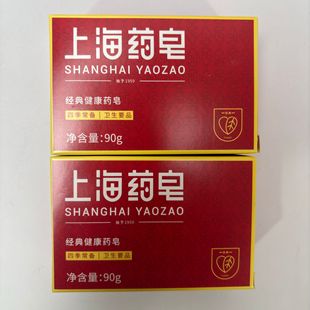 上海药皂
SHANGHAI YAOZAO
始于1959
经典健康药皂
四季常备 | 卫生要品
净含量:90g
上海药皂
SHANGHAI YAOZAO
始于1959
经典健康药皂
四季常备 | 卫生要品
净含量:90g